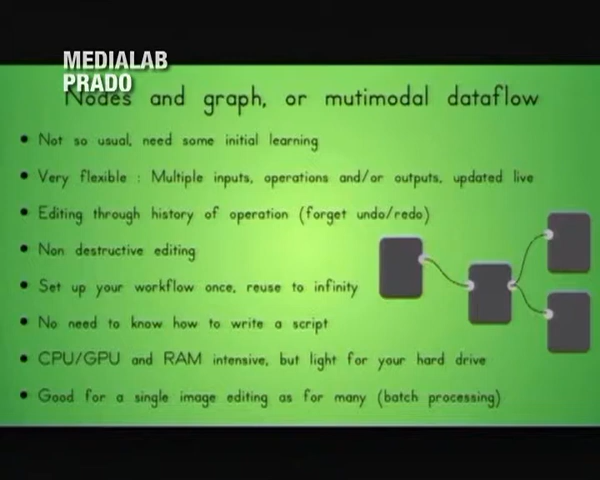 MEDIALAB
PRADO
Nodes and graph, or mutimodal dataflow
• Not so usual, need some initial learning
• Very flexible : Multiple inputs, operations and/or outputs, updated live
• Editing through history of operation (forget undo/redo)
• Non destructive editing
• Set up your workflow once, reuse to infinity
• No need to know how to write a script
• CPU/GPU and RAM intensive, but light for your hard drive
• Good for a single image editing as for many (batch processing)